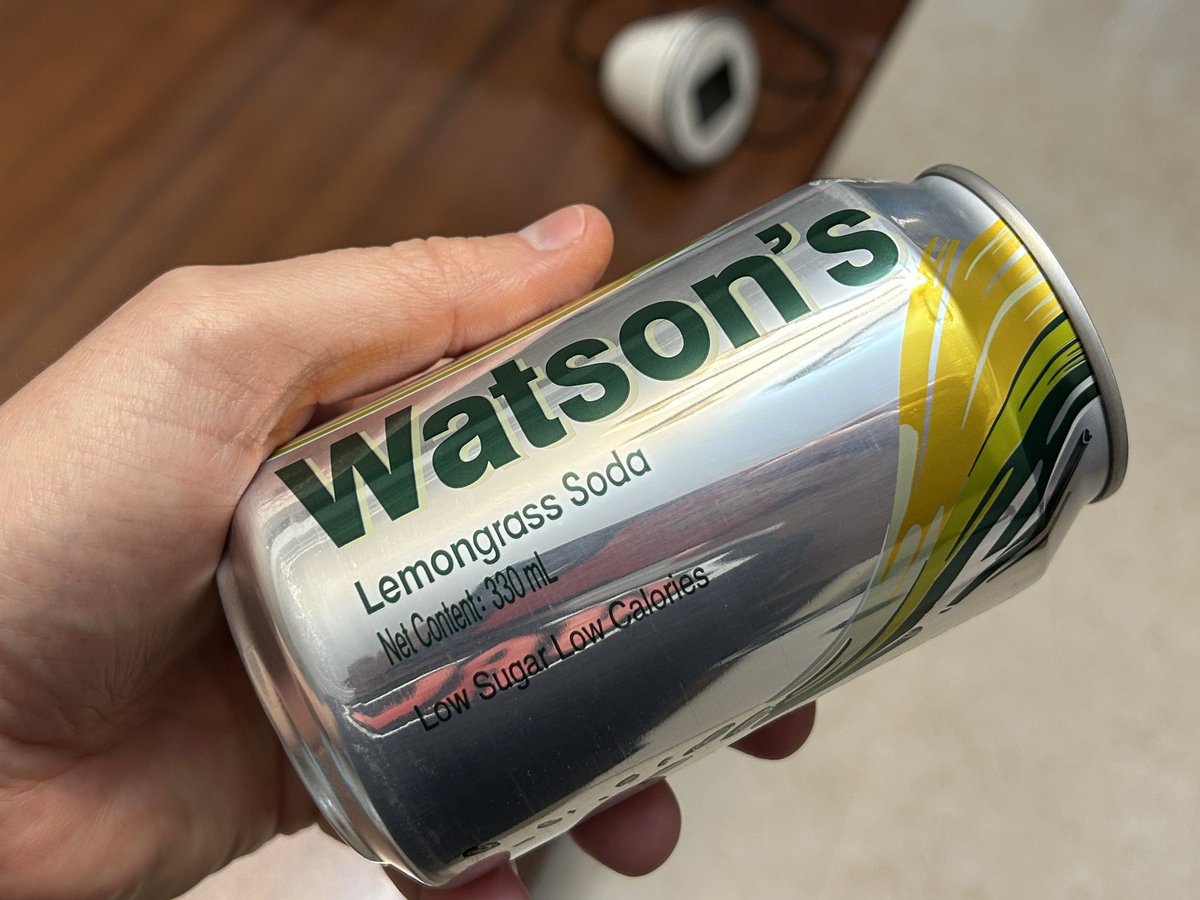 Watson's
Lemongrass Soda
Net Content: 330 mL
Low Sugar Low Calories